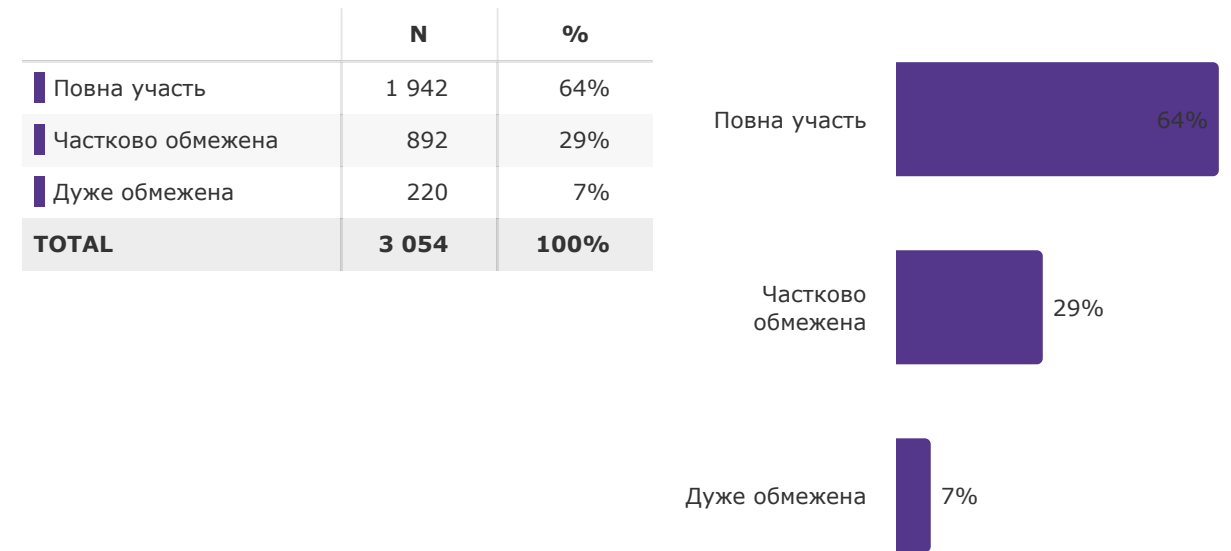 N %
Повна участь 1 942 64%
Частково обмежена 892 29%
Дуже обмежена 220 7%
TOTAL 3 054 100%
Повна участь 64%
Частково
обмежена 29%
Дуже обмежена 7%